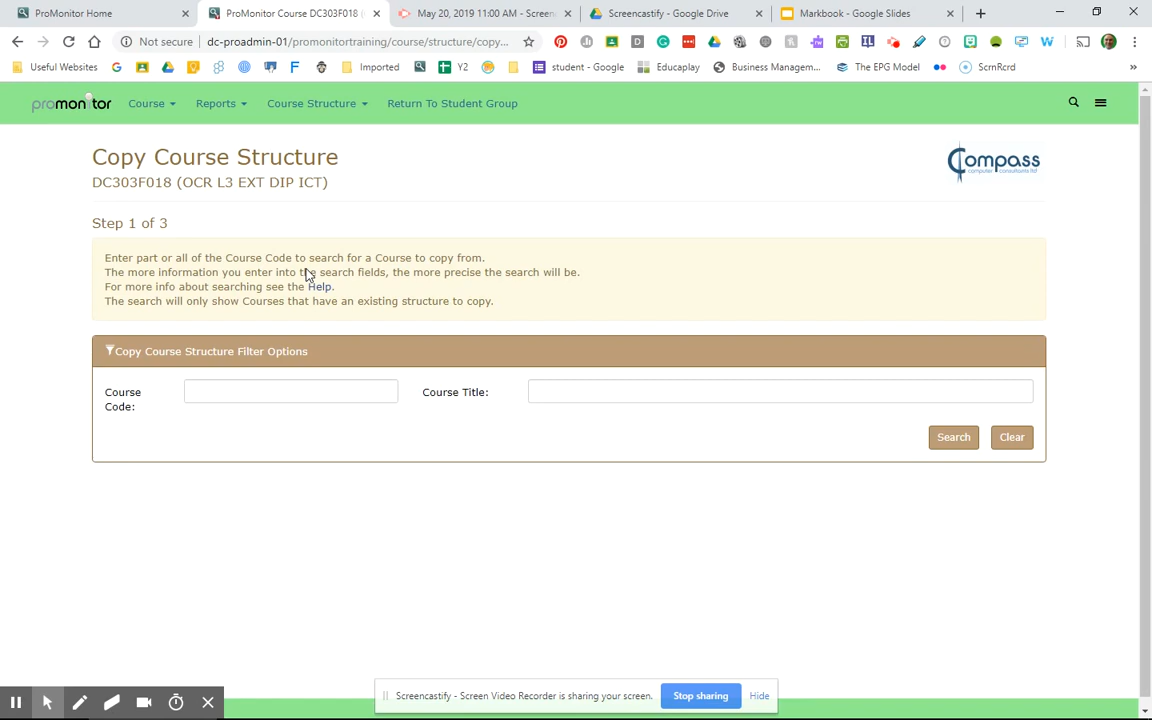 ProMonitor Home
ProMonitor Course DC303F018 (
May 20, 2019 11:00 AM - Screen
Screencastify - Google Drive
Markbook - Google Slides
Not secure
dc-proadmin-01/promonitortraining/course/structure/copy...
Useful Websites
Imported
Y2
student - Google
Educaplay
Business Managem...
The EPG Model
ScrnRcrd
promonitor
Course
Reports
Course Structure
Return To Student Group
Copy Course Structure
DC303F018 (OCR L3 EXT DIP ICT)
Compass
computer consultants ltd
Step 1 of 3
Enter part or all of the Course Code to search for a Course to copy from.
The more information you enter into the search fields, the more precise the search will be.
For more info about searching see the Help.
The search will only show Courses that have an existing structure to copy.
Copy Course Structure Filter Options
Course Code:
Course Title:
Search
Clear
Screencastify - Screen Video Recorder is sharing your screen.
Stop sharing
Hide